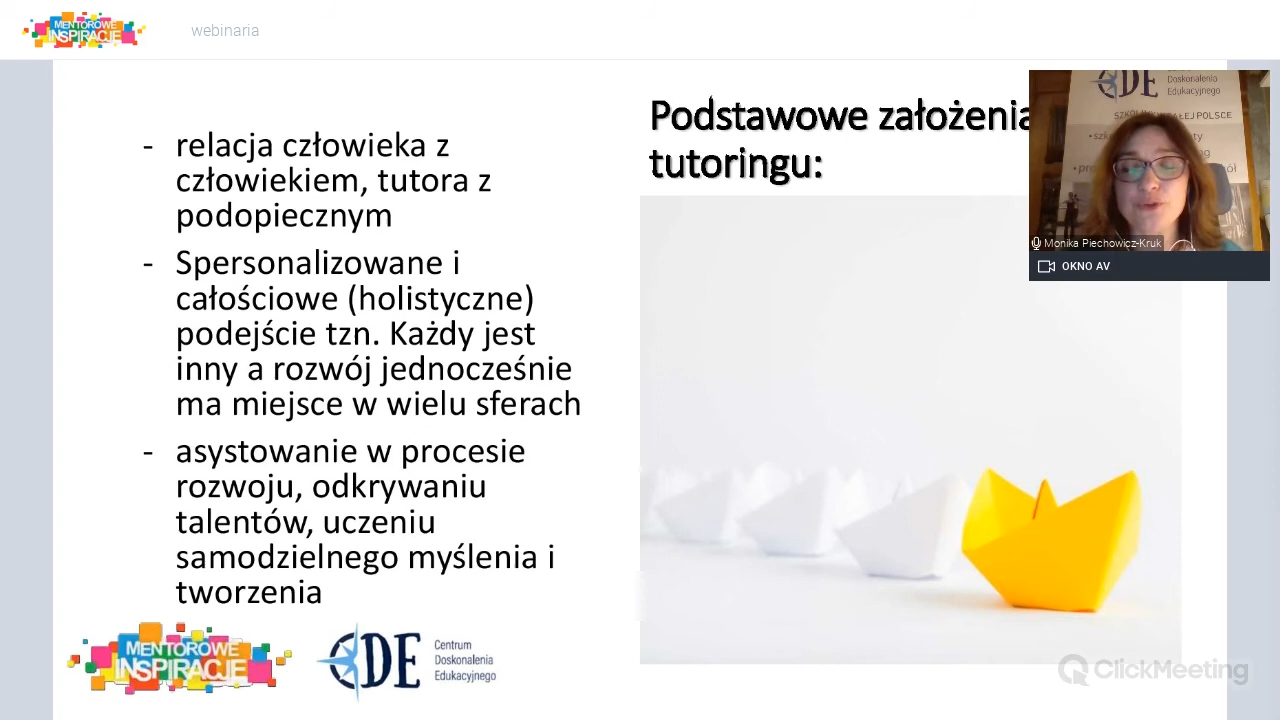 MENTOROWE
INSPIRACJE
webinaria
Podstawowe założenia
tutoringu:
- relacja człowieka z
człowiekiem, tutora z
podopiecznym
- Spersonalizowane i
całościowe (holistyczne)
podejście tzn. Każdy jest
inny a rozwój jednocześnie
ma miejsce w wielu sferach
- asystowanie w procesie
rozwoju, odkrywaniu
talentów, uczeniu
samodzielnego myślenia i
tworzenia
CDE
Doskonalenia
Edukacyjnego
Monika Piechowicz-Kruk
OKNO AV
MENTOROWE
INSPIRACJE
CDE
Centrum
Doskonalenia
Edukacyjnego
ClickMeeting